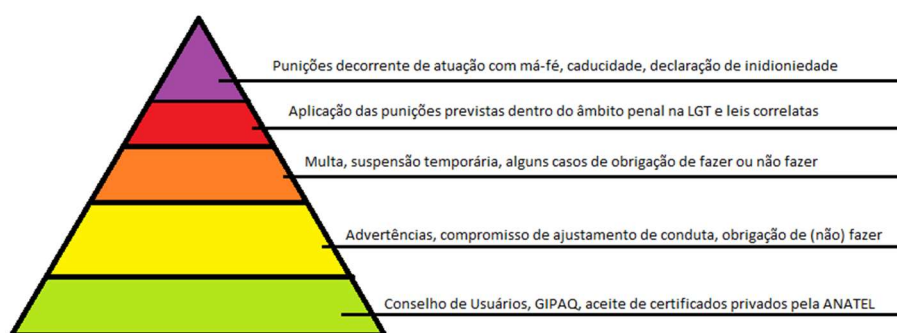 Punições decorrente de atuação com má-fé, caducidade, declaração de inidioniedade
Aplicação das punições previstas dentro do âmbito penal na LGT e leis correlatas
Multa, suspensão temporária, alguns casos de obrigação de fazer ou não fazer
Advertências, compromisso de ajustamento de conduta, obrigação de (não) fazer
Conselho de Usuários, GIPAQ, aceite de certificados privados pela ANATEL